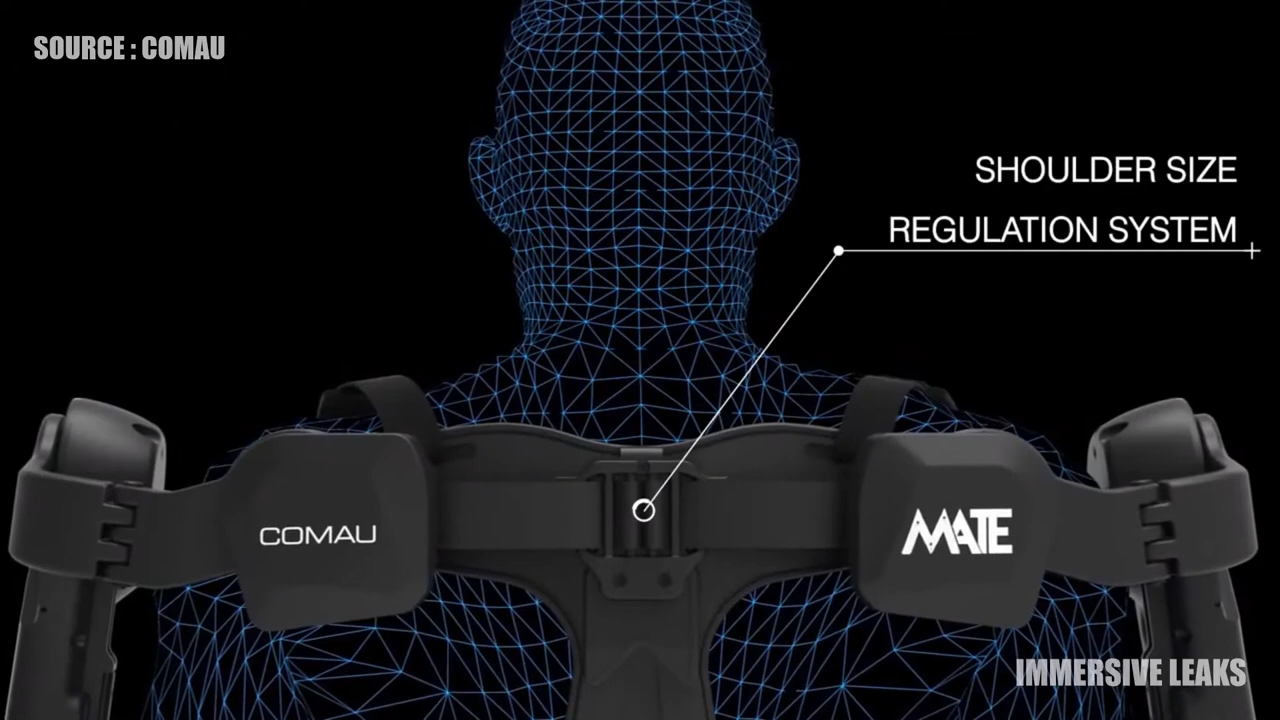 SOURCE : COMAU
SHOULDER SIZE
REGULATION SYSTEM
COMAU
MATE
IMMERSIVE LEAKS